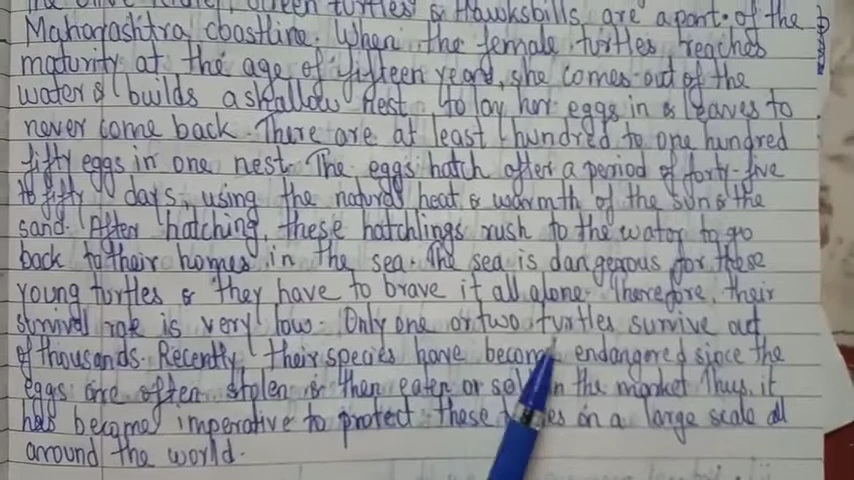 Queen turtles & Hawksbills are a part of the
Maharashtra coastline. When the female turtles reaches
maturity at the age of fifteen years, she comes out of the
water & builds a shallow nest to lay her eggs in & leaves to
never come back. There are at least hundred to one hundred
fifty eggs in one nest. The eggs hatch after a period of forty-five
to fifty days, using the natural heat & warmth of the sun & the
sand. After hatching, these hatchlings rush to the water to go
back to their homes in the sea. The sea is dangerous for these
young turtles & they have to brave it all alone. Therefore, their
survival rate is very low. Only one or two turtles survive out
of thousands. Recently their species have become endangered since the
eggs are often stolen & then eaten or in the market. Thus, it
has become imperative to protect these on a large scale all
around the world.